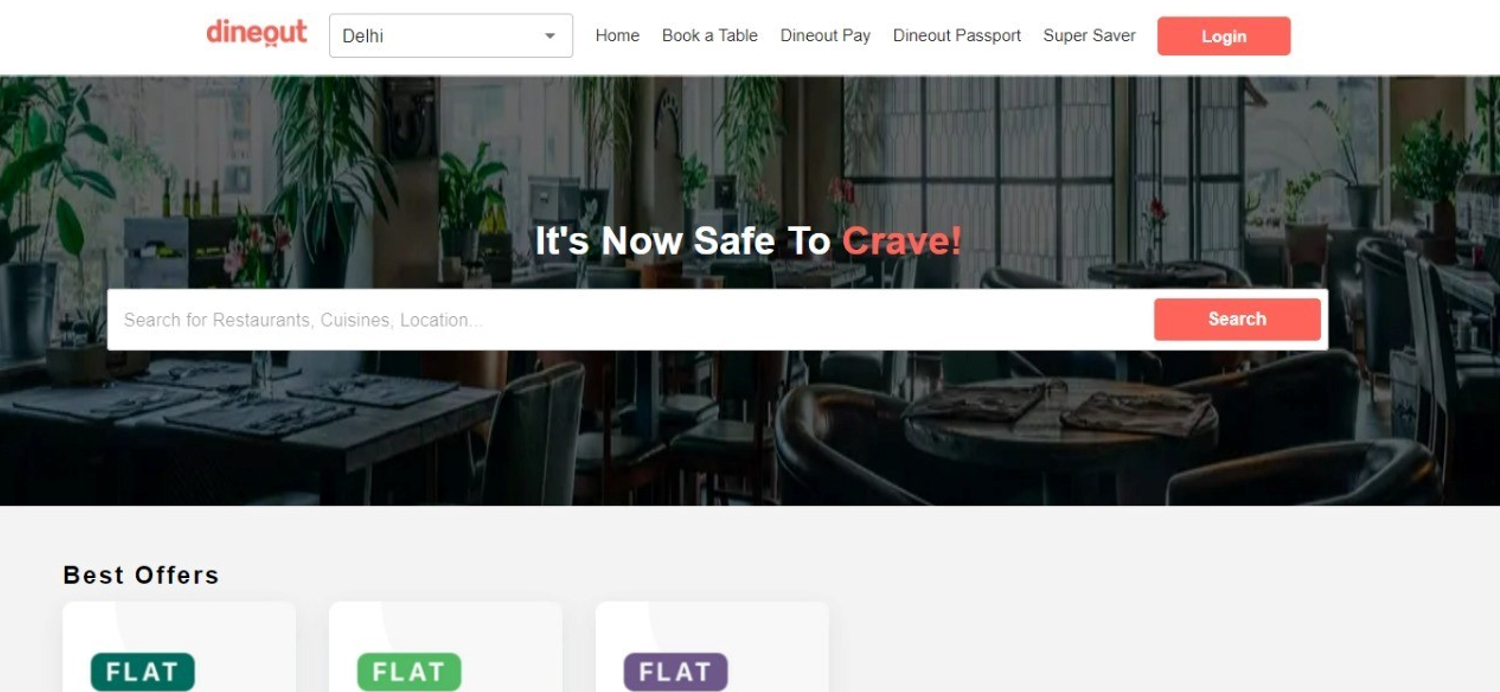 dineout Delhi Home Book a Table Dineout Pay Dineout Passport Super Saver Login
It's Now Safe To Crave!
Search for Restaurants, Cuisines, Location... Search
Best Offers
FLAT FLAT FLAT